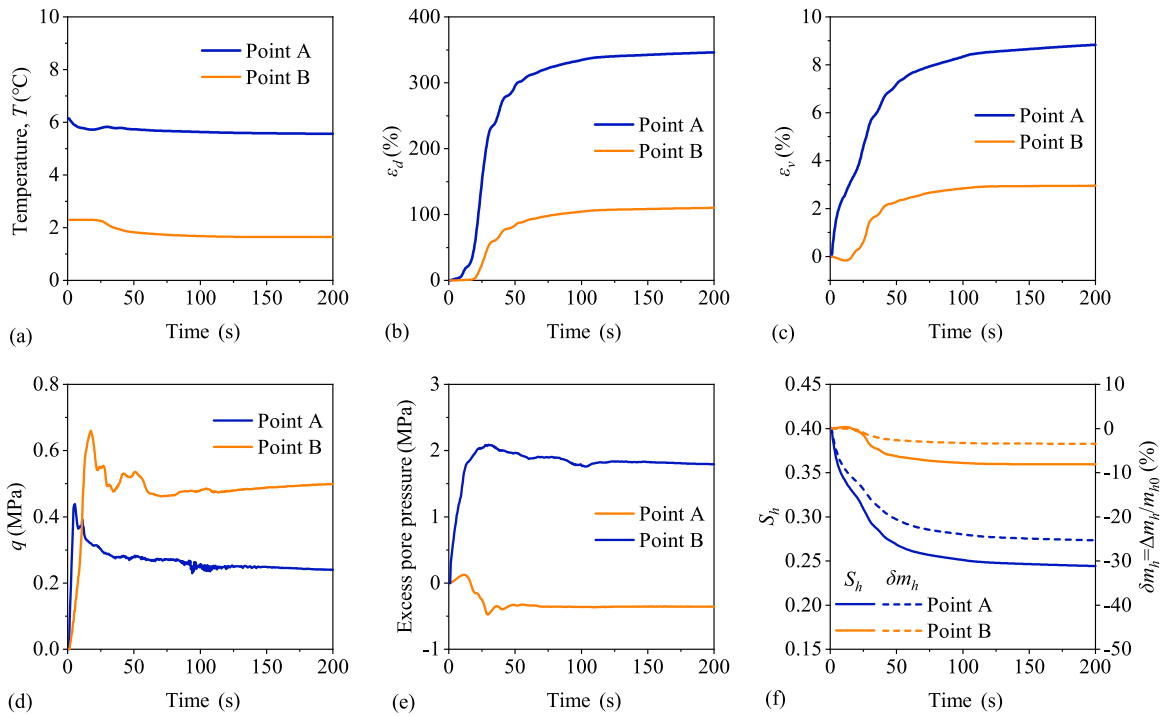 10
8
6
4
2
0
0 50 100 150 200
Temperature, T (°C)
Time (s)
Point A
Point B
(a)
400
300
200
100
0
0 50 100 150 200
ε_d (%)
Time (s)
Point A
Point B
(b)
10
8
6
4
2
0
0 50 100 150 200
ε_v (%)
Time (s)
Point A
Point B
(c)
0.8
0.6
0.4
0.2
0.0
0 50 100 150 200
q (MPa)
Time (s)
Point A
Point B
(d)
3
2
1
0
-1
0 50 100 150 200
Excess pore pressure (MPa)
Time (s)
Point A
Point B
(e)
0.45
0.40
0.35
0.30
0.25
0.20
0.15
10
0
-10
-20
-30
-40
-50
0 50 100 150 200
S_h
δm_h=Δm_h/m_h0 (%)
Time (s)
S_h δm_h
Point A
Point B
(f)